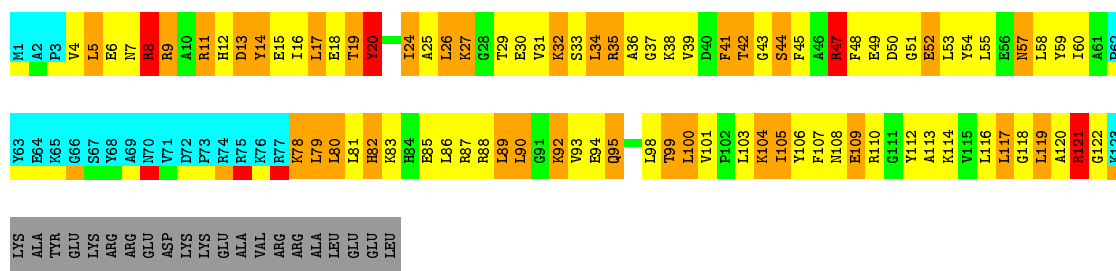 M1 A2 P3 V4 L5 E6 N7 R8 R9 A10 R11 H12 D13 Y14 E15 I16 L17 E18 T19 Y20 I24 A25 L26 K27 G28 T29 E30 V31 K32 S33 L34 R35 A36 G37 K38 V39 D40 F41 T42 G43 S44 F45 A46 R47 F48 E49 D50 G51 E52 L53 Y54 L55 E56 N57 L58 Y59 I60 A61
Y63 E64 K65 G66 S67 Y68 A69 N70 V71 D72 P73 R74 R75 K76 R77 K78 L79 L80 L81 H82 K83 H84 E85 L86 R87 R88 L89 L90 G91 K92 V93 E94 Q95 L98 T99 L100 V101 P102 L103 K104 I105 Y106 F107 N108 E109 R110 G111 Y112 A113 K114 V115 L116 L117 G118 L119 A120 R121 G122 K123
LYS ALA TYR GLU LYS ARG ARG GLU ASP LYS LYS GLU ALA VAL ARG ARG ALA LEU GLU GLU LEU